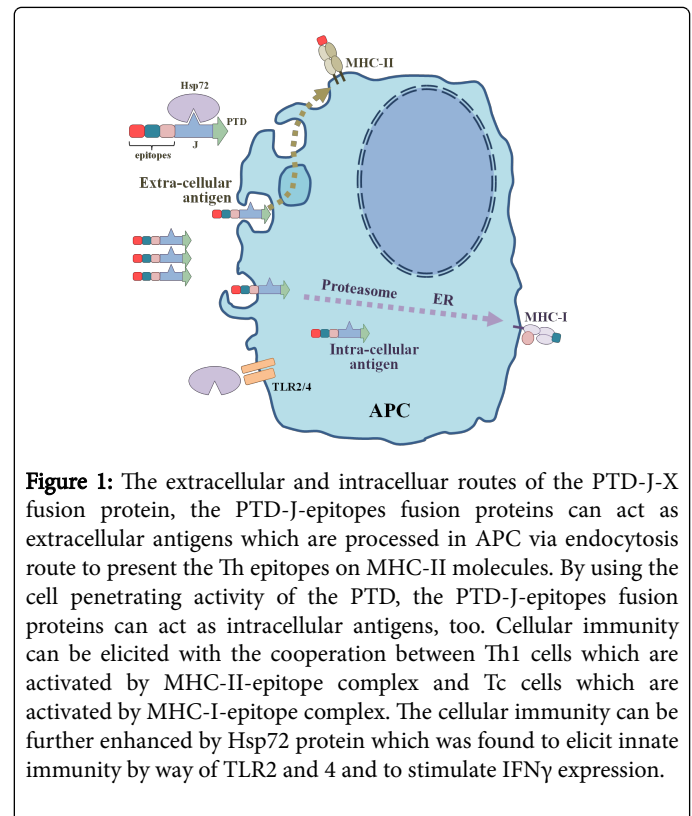 MHC-II
Hsp72
PTD
J
epitopes
Extra-cellular
antigen
Proteasome ER
MHC-I
Intra-cellular
antigen
TLR2/4
APC
Figure 1: The extracellular and intracelluar routes of the PTD-J-X
fusion protein, the PTD-J-epitopes fusion proteins can act as
extracellular antigens which are processed in APC via endocytosis
route to present the Th epitopes on MHC-II molecules. By using the
cell penetrating activity of the PTD, the PTD-J-epitopes fusion
proteins can act as intracellular antigens, too. Cellular immunity
can be elicited with the cooperation between Th1 cells which are
activated by MHC-II-epitope complex and Tc cells which are
activated by MHC-I-epitope complex. The cellular immunity can be
further enhanced by Hsp72 protein which was found to elicit innate
immunity by way of TLR2 and 4 and to stimulate IFNγ expression.